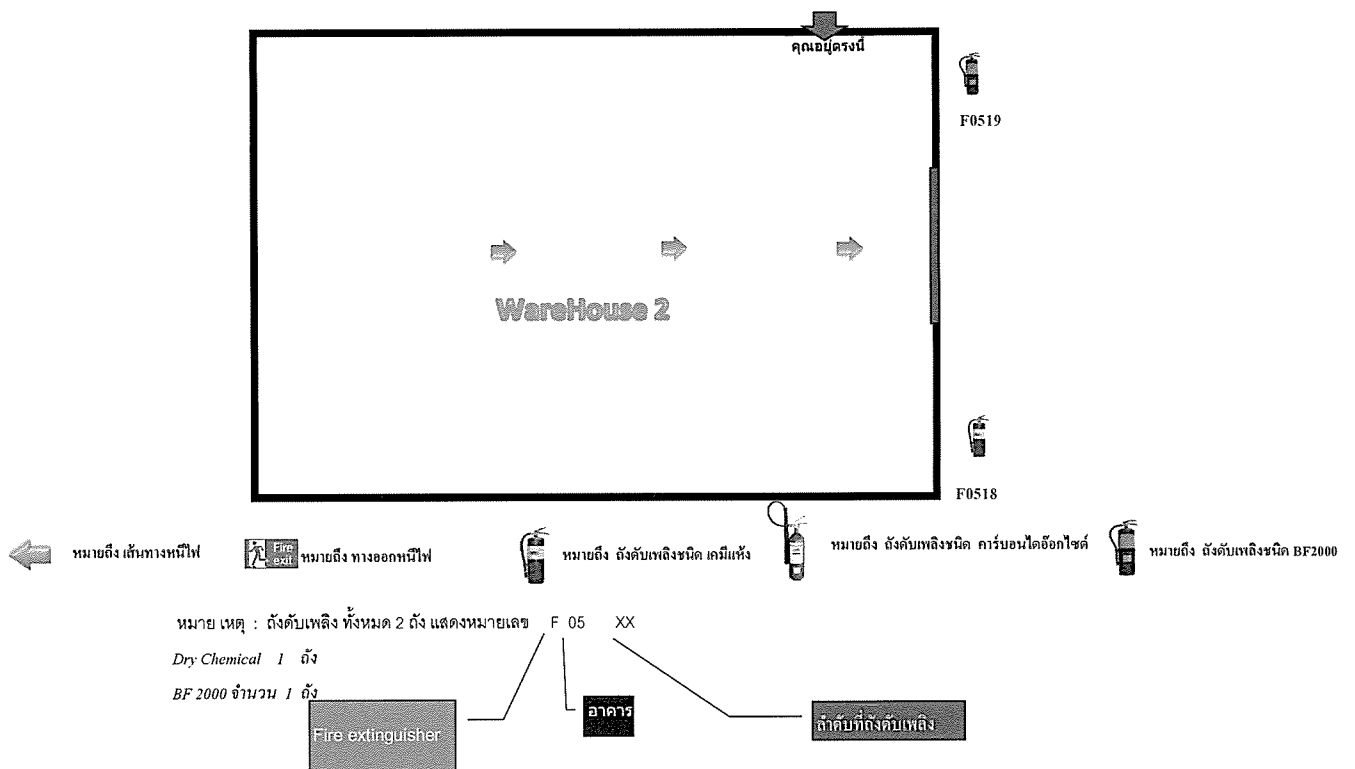 คุณอยู่ตรงนี้
F0519
WareHouse 2
F0518
หมายถึง เส้นทางหนีไฟ
Fire exit
หมายถึง ทางออกหนีไฟ
หมายถึง ถังดับเพลิงชนิด เคมีแห้ง
หมายถึง ถังดับเพลิงชนิด คาร์บอนไดอ๊อกไซต์
หมายถึง ถังดับเพลิงชนิด BF2000
หมาย เหตุ : ถังดับเพลิง ทั้งหมด 2 ถัง แสดงหมายเลข F 05 XX
Dry Chemical 1 ถัง
BF 2000 จำนวน 1 ถัง
Fire extinguisher
อาคาร
ลำดับที่ถังดับเพลิง